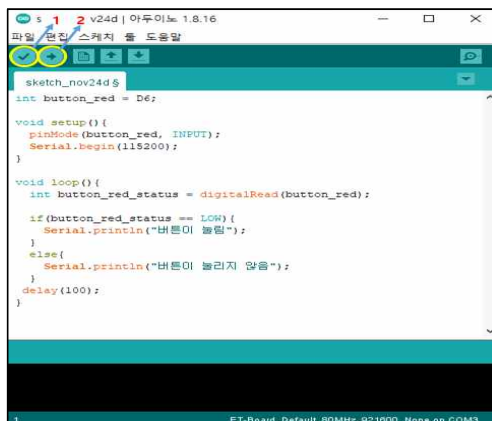 s 1 2 v24d | 아두이노 1.8.16
파일 편집 스케치 툴 도움말
sketch_nov24d §
int button_red = D6;
void setup(){
pinMode(button_red, INPUT);
Serial.begin(115200);
}
void loop(){
int button_red_status = digitalRead(button_red);
if(button_red_status == LOW){
Serial.println("버튼이 눌림");
}
else{
Serial.println("버튼이 눌리지 않음");
}
delay(100);
}
1 ET-Board, Default, 80MHz, 921600, None on COM3